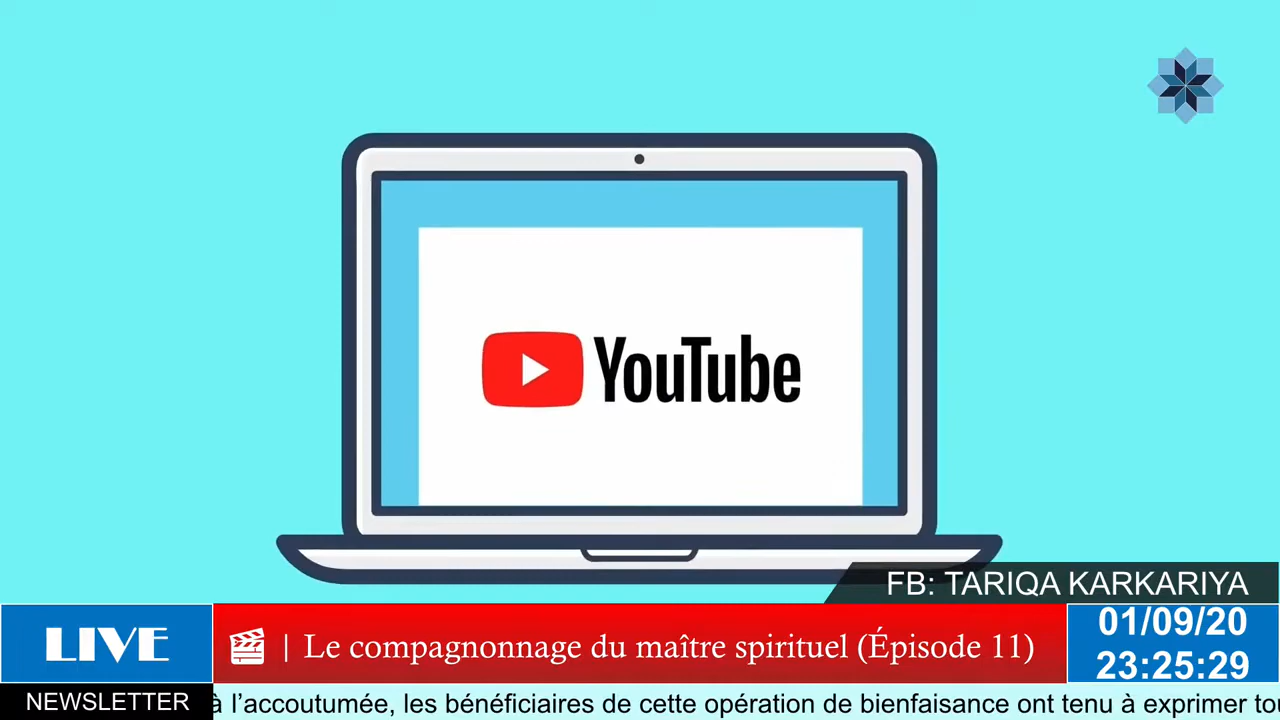 YouTube
FB: TARIQA KARKARIYA
LIVE
| Le compagnonnage du maître spirituel (Épisode 11)
01/09/20
23:25:29
NEWSLETTER
à l’accoutumée, les bénéficiaires de cette opération de bienfaisance ont tenu à exprimer tou